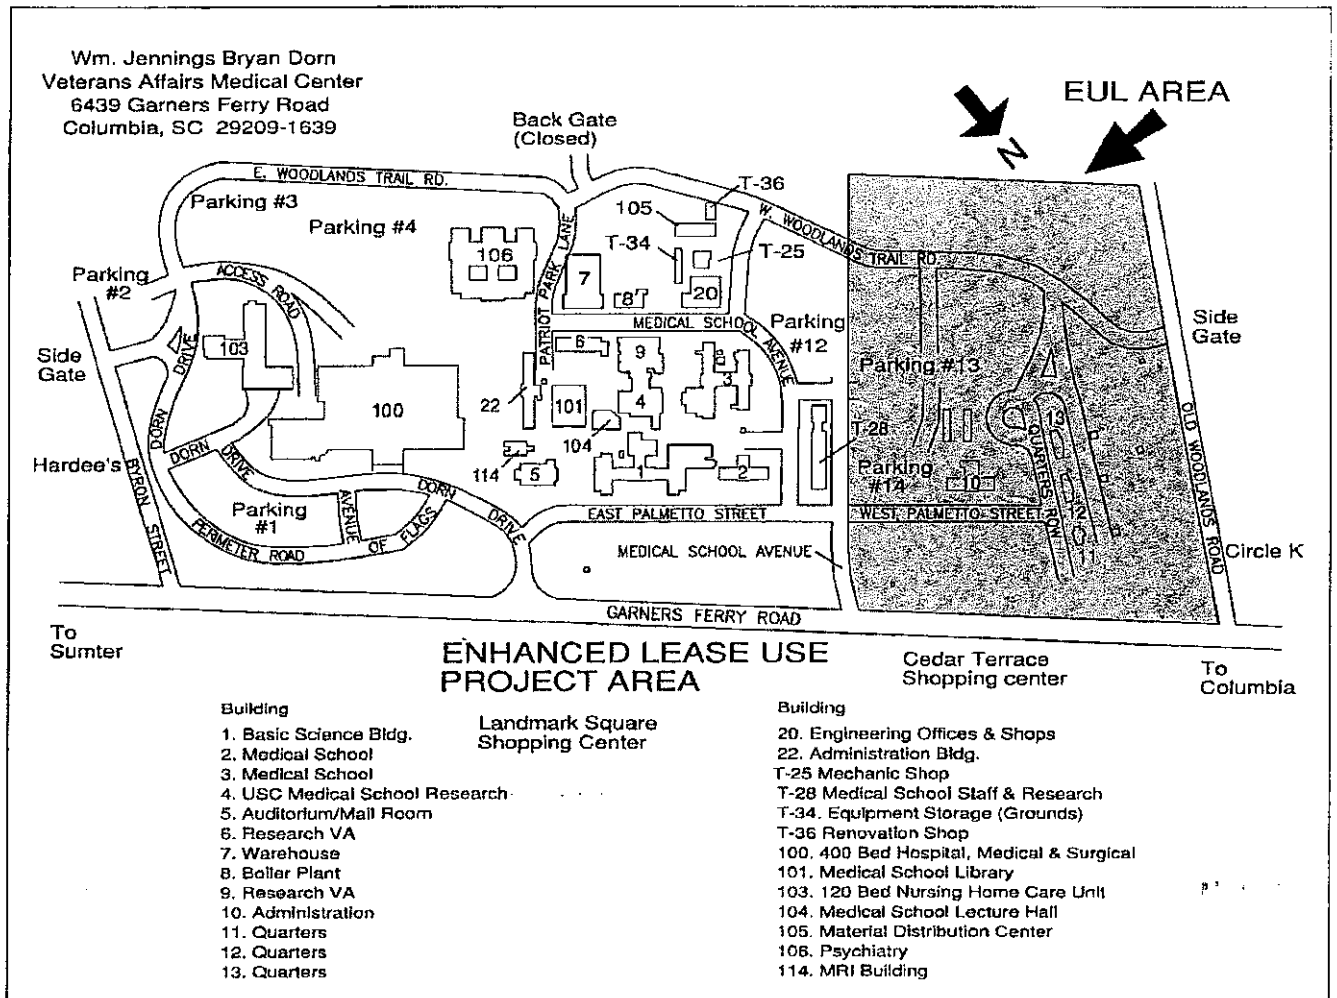 Wm. Jennings Bryan Dorn
Veterans Affairs Medical Center
6439 Garners Ferry Road
Columbia, SC 29209-1639
EUL AREA
N
Back Gate
(Closed)
E. WOODLANDS TRAIL RD.
Parking #3
Parking #4
T-36
105
W. WOODLANDS TRAIL RD.
T-34
T-25
106
7
8
20
PATRIOT PARK LANE
Parking
#2
ACCESS ROAD
MEDICAL SCHOOL AVENUE
Parking
#12
Side
Gate
Side
Gate
DORN DRIVE
103
6
9
3
Parking #13
100
22
101
4
104
T-28
13
QUARTERS ROW
OLD WOODLANDS ROAD
Hardee's
BYRON STREET
DORN DRIVE
114
5
1
2
Parking
#14
10
12
11
Parking
#1
AVENUE OF FLAGS
DORN DRIVE
PERIMETER ROAD
EAST PALMETTO STREET
WEST PALMETTO STREET
MEDICAL SCHOOL AVENUE
Circle K
GARNERS FERRY ROAD
To
Sumter
ENHANCED LEASE USE
PROJECT AREA
Cedar Terrace
Shopping center
To
Columbia
Landmark Square
Shopping Center
Building
1. Basic Science Bldg.
2. Medical School
3. Medical School
4. USC Medical School Research
5. Auditorium/Mail Room
6. Research VA
7. Warehouse
8. Boiler Plant
9. Research VA
10. Administration
11. Quarters
12. Quarters
13. Quarters
Building
20. Engineering Offices & Shops
22. Administration Bldg.
T-25 Mechanic Shop
T-28 Medical School Staff & Research
T-34. Equipment Storage (Grounds)
T-36 Renovation Shop
100. 400 Bed Hospital, Medical & Surgical
101. Medical School Library
103. 120 Bed Nursing Home Care Unit
104. Medical School Lecture Hall
105. Material Distribution Center
106. Psychiatry
114. MRI Building